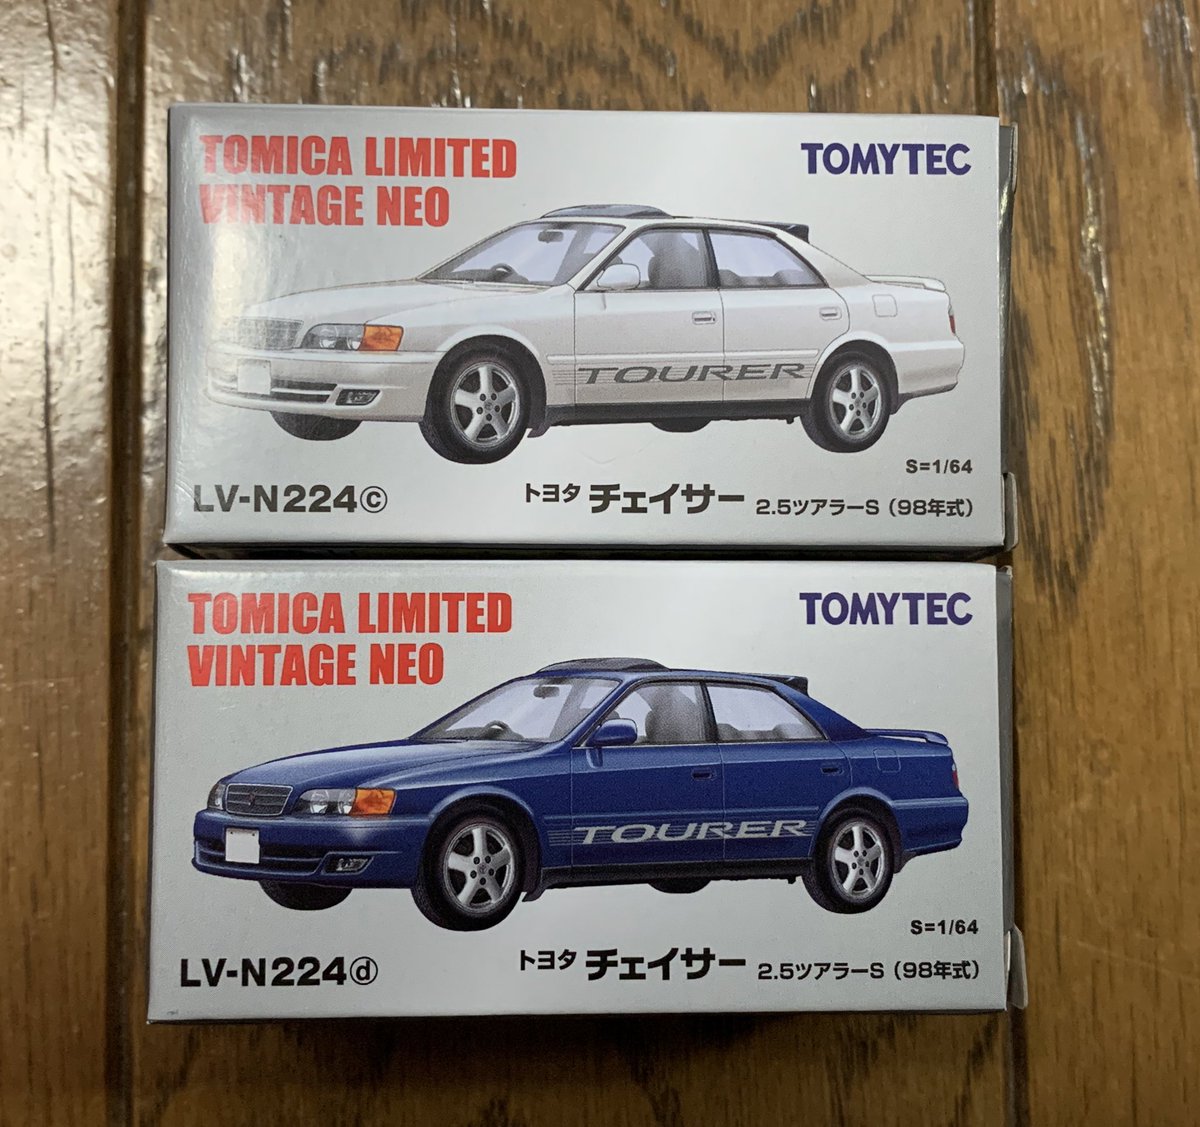 TOMICA LIMITED
VINTAGE NEO
TOMYTEC
TOURER
S=1/64
LV-N224ⓒ
トヨタ チェイサー 2.5ツアラーS（98年式）
TOMICA LIMITED
VINTAGE NEO
TOMYTEC
TOURER
S=1/64
LV-N224ⓓ
トヨタ チェイサー 2.5ツアラーS（98年式）